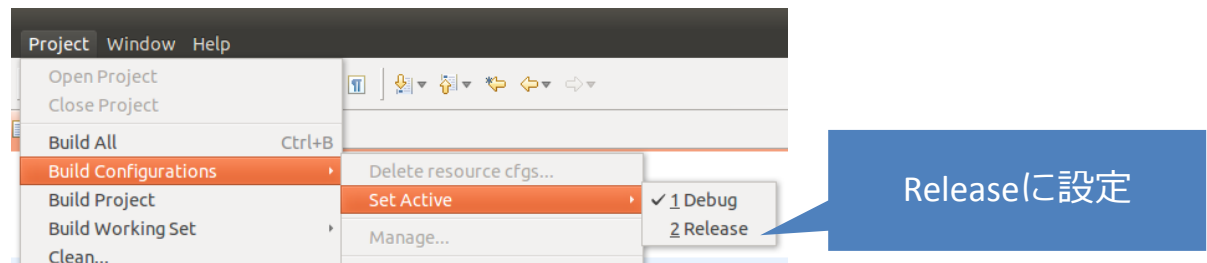 Project Window Help
Open Project
Close Project
Build All Ctrl+B
Build Configurations
Build Project
Build Working Set
Clean...
Delete resource cfgs...
Set Active
Manage...
✓ 1 Debug
2 Release
Releaseに設定